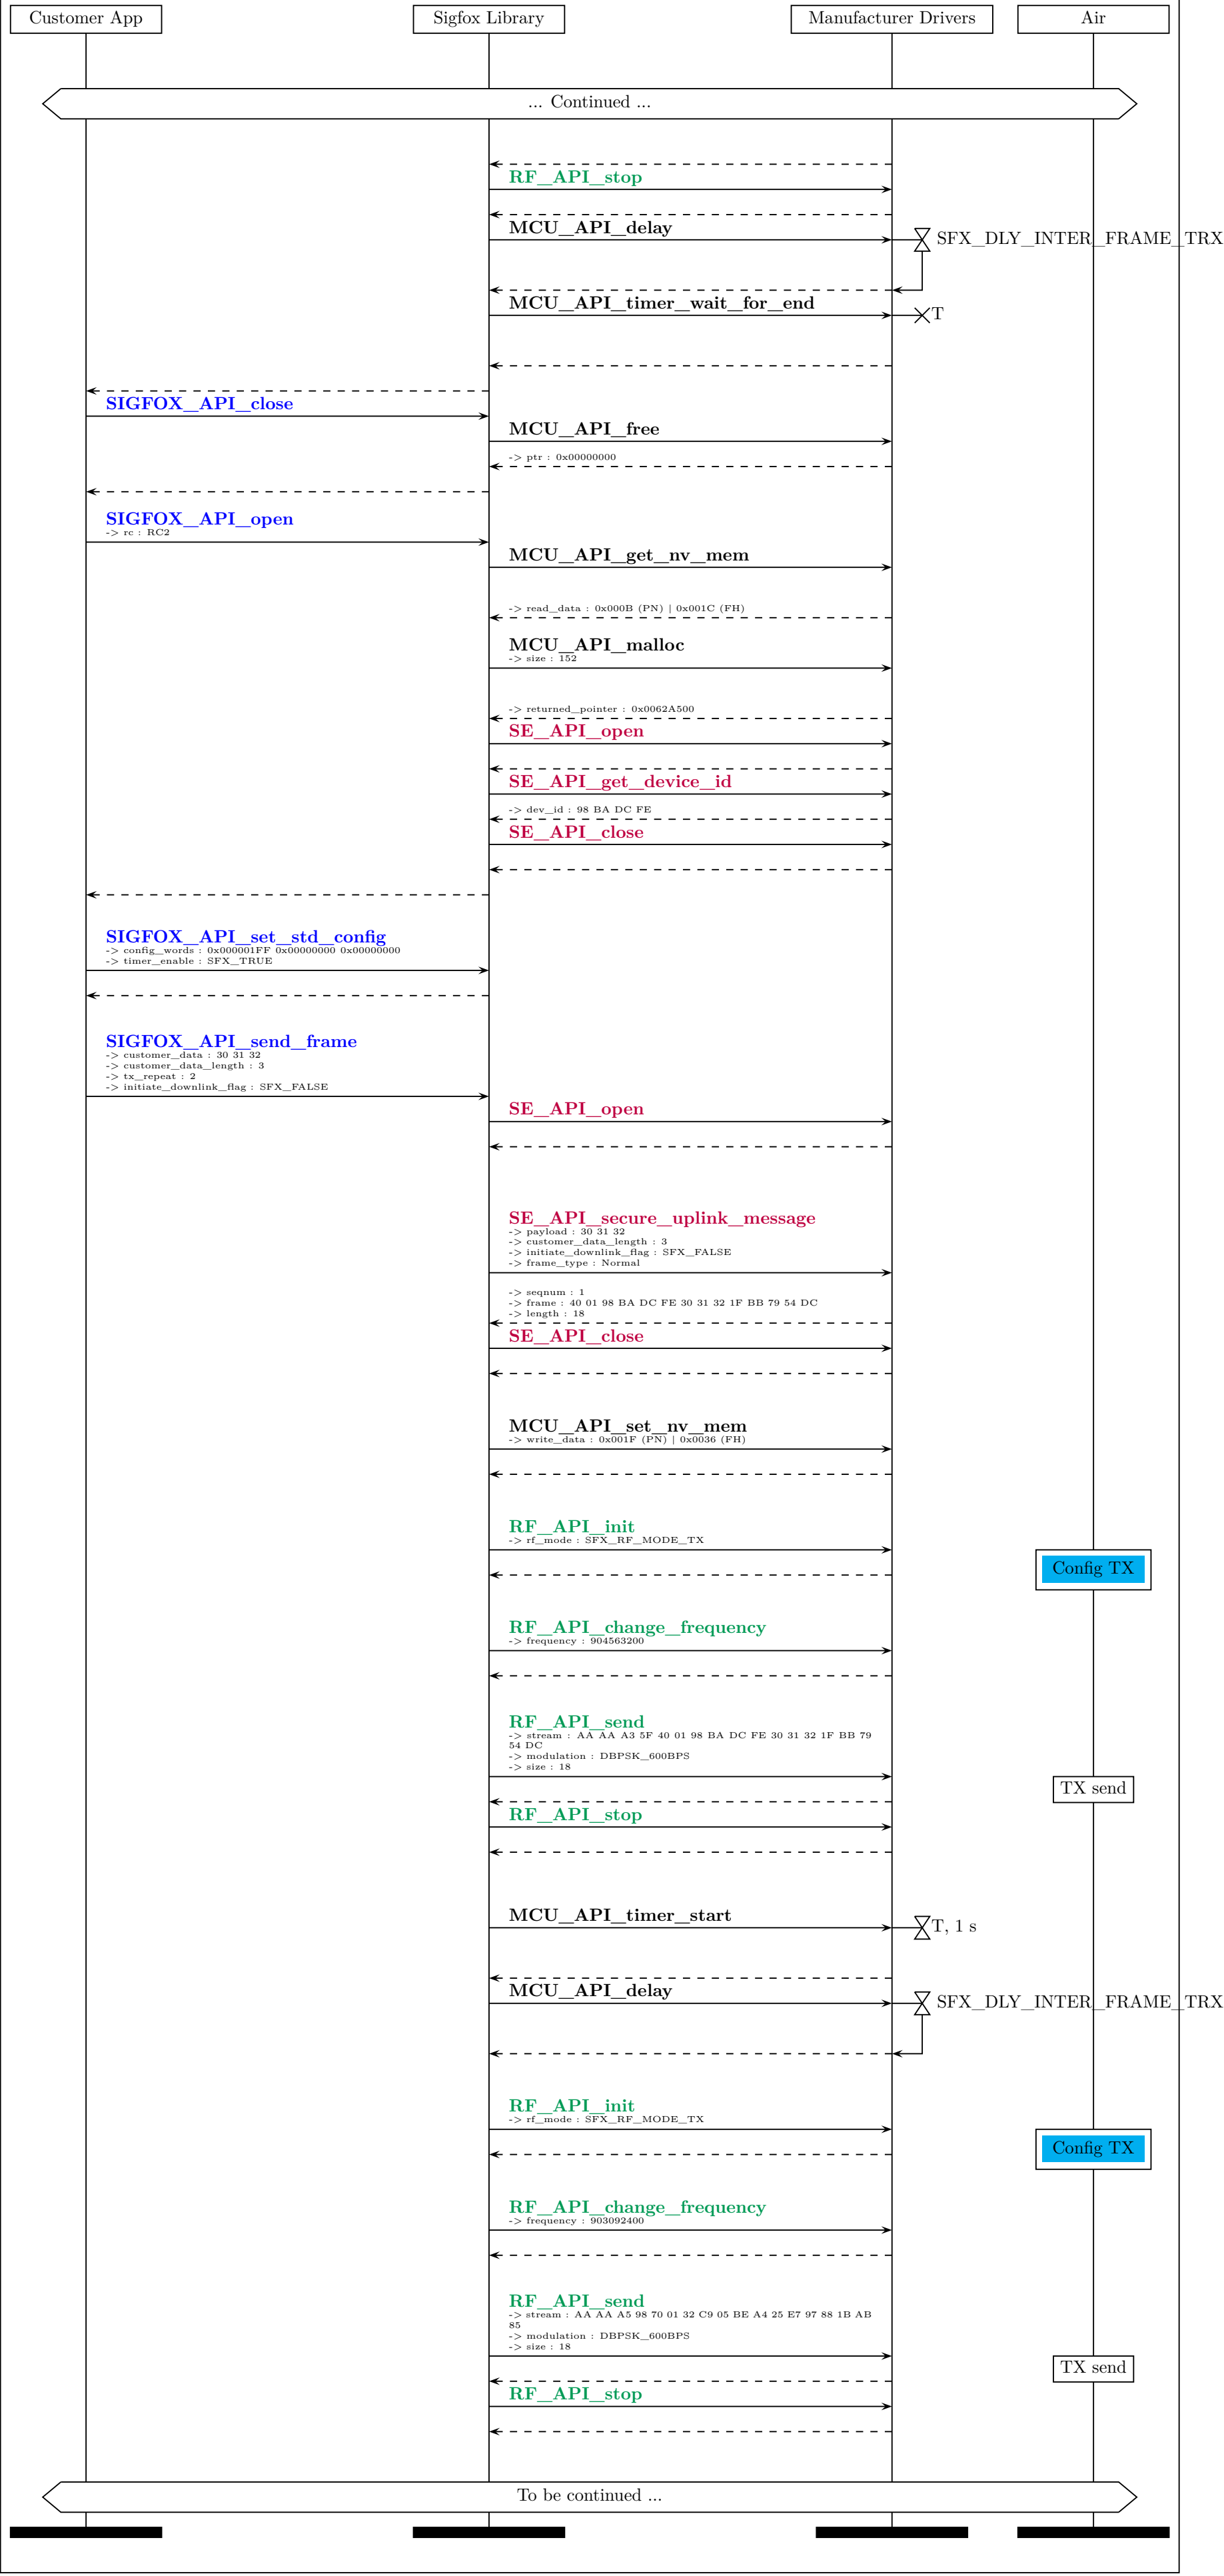 Customer App
Sigfox Library
Manufacturer Drivers
Air
... Continued ...
RF_API_stop
MCU_API_delay
SFX_DLY_INTER_FRAME_TRX
MCU_API_timer_wait_for_end
T
SIGFOX_API_close
MCU_API_free
-> ptr : 0x00000000
SIGFOX_API_open
-> rc : RC2
MCU_API_get_nv_mem
-> read_data : 0x000B (PN) | 0x001C (FH)
MCU_API_malloc
-> size : 152
-> returned_pointer : 0x0062A500
SE_API_open
SE_API_get_device_id
-> dev_id : 98 BA DC FE
SE_API_close
SIGFOX_API_set_std_config
-> config_words : 0x000001FF 0x00000000 0x00000000
-> timer_enable : SFX_TRUE
SIGFOX_API_send_frame
-> customer_data : 30 31 32
-> customer_data_length : 3
-> tx_repeat : 2
-> initiate_downlink_flag : SFX_FALSE
SE_API_open
SE_API_secure_uplink_message
-> payload : 30 31 32
-> customer_data_length : 3
-> initiate_downlink_flag : SFX_FALSE
-> frame_type : Normal
-> seqnum : 1
-> frame : 40 01 98 BA DC FE 30 31 32 1F BB 79 54 DC
-> length : 18
SE_API_close
MCU_API_set_nv_mem
-> write_data : 0x001F (PN) | 0x0036 (FH)
RF_API_init
-> rf_mode : SFX_RF_MODE_TX
Config TX
RF_API_change_frequency
-> frequency : 904563200
RF_API_send
-> stream : AA AA A3 5F 40 01 98 BA DC FE 30 31 32 1F BB 79
54 DC
-> modulation : DBPSK_600BPS
-> size : 18
TX send
RF_API_stop
MCU_API_timer_start
T, 1 s
MCU_API_delay
SFX_DLY_INTER_FRAME_TRX
RF_API_init
-> rf_mode : SFX_RF_MODE_TX
Config TX
RF_API_change_frequency
-> frequency : 903092400
RF_API_send
-> stream : AA AA A5 98 70 01 32 C9 05 BE A4 25 E7 97 88 1B AB
85
-> modulation : DBPSK_600BPS
-> size : 18
TX send
RF_API_stop
To be continued ...